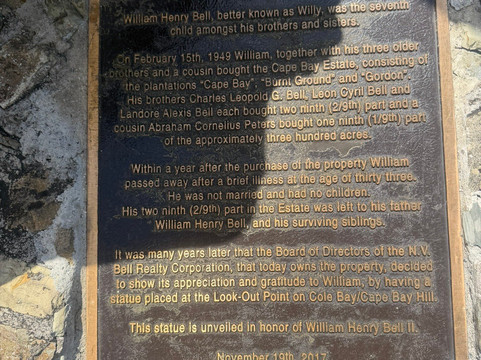 William Henry Bell, better known as Willy, was the seventh
child amongst his brothers and sisters.
On February 15th, 1949 William, together with his three older
brothers and a cousin bought the Cape Bay Estate, consisting of
the plantations "Cape Bay", "Burnt Ground" and "Gordon".
His brothers Charles Leopold G. Bell, Leon Cyril Bell and
Landore Alexis Bell each bought two ninth (2/9th) part and a
cousin Abraham Cornelius Peters bought one ninth (1/9th) part
of the approximately three hundred acres.
Within a year after the purchase of the property William
passed away after a brief illness at the age of thirty three.
He was not married and had no children.
His two ninth (2/9th) part in the Estate was left to his father,
William Henry Bell, and his surviving siblings.
It was many years later that the Board of Directors of the N.V.
Bell Realty Corporation, that today owns the property, decided
to show its appreciation and gratitude to William, by having a
statue placed at the Look-Out Point on Cole Bay/Cape Bay Hill.
This statue is unveiled in honor of William Henry Bell II.
November 19th, 2017